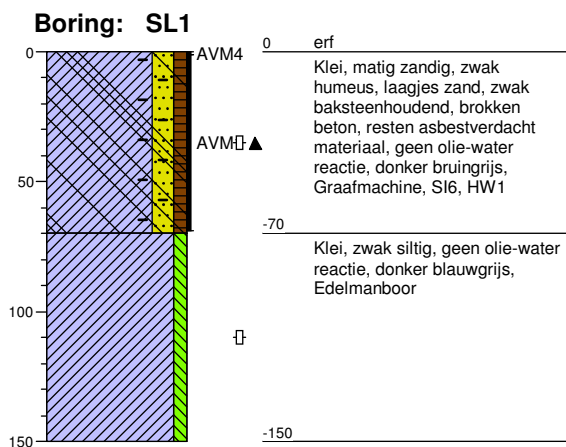 Boring: SL1
0
AVM4
AVM
50
100
150
0 erf
Klei, matig zandig, zwak
humeus, laagjes zand, zwak
baksteenhoudend, brokken
beton, resten asbestverdacht
materiaal, geen olie-water
reactie, donker bruingrijs,
Graafmachine, SI6, HW1
-70
Klei, zwak siltig, geen olie-water
reactie, donker blauwgrijs,
Edelmanboor
-150